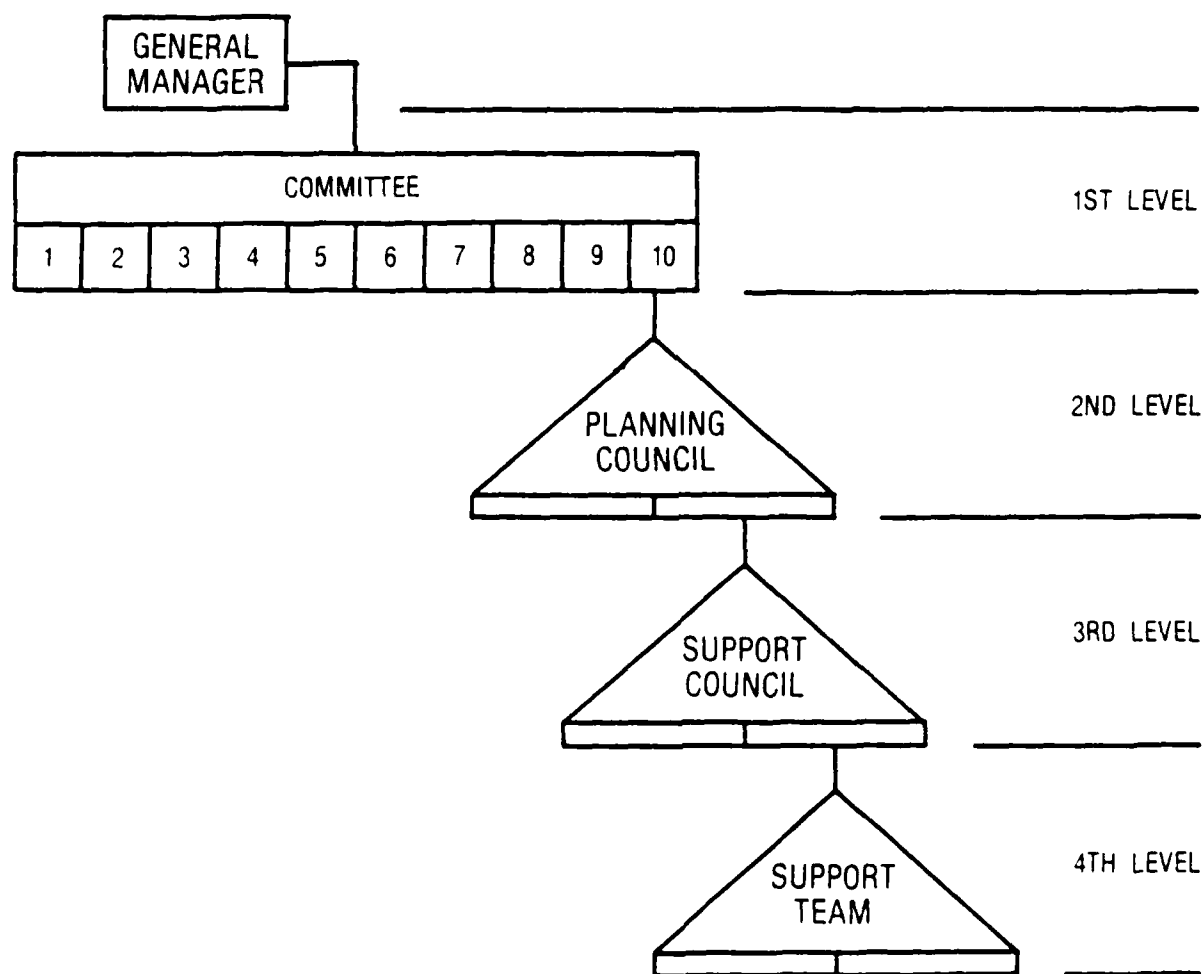 GENERAL
MANAGER
COMMITTEE
1ST LEVEL
1 2 3 4 5 6 7 8 9 10
PLANNING
COUNCIL
2ND LEVEL
SUPPORT
COUNCIL
3RD LEVEL
SUPPORT
TEAM
4TH LEVEL